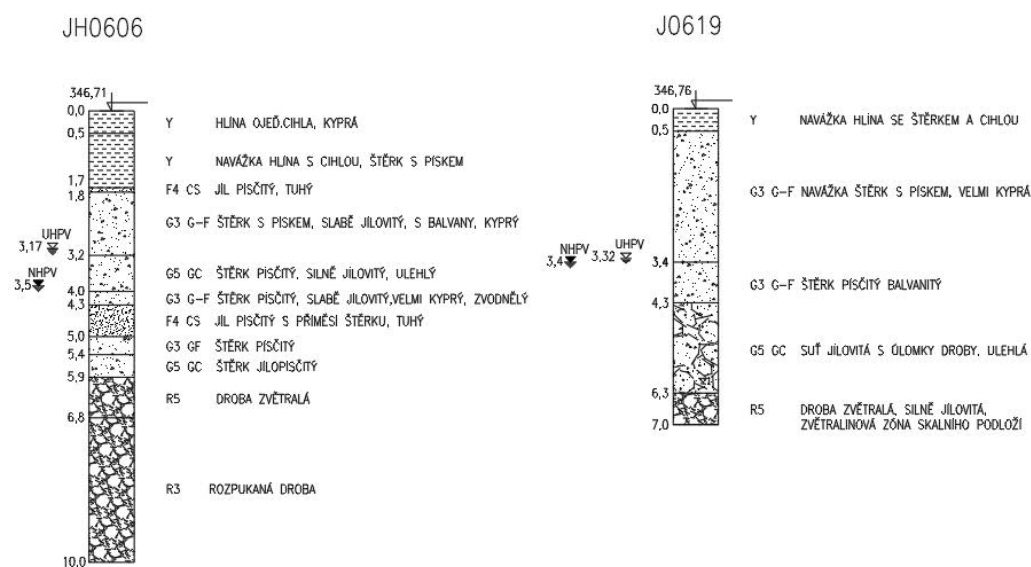 JH0606
346,71
0,0
Y HLÍNA OJEĎ.CIHLA, KYPRÁ
0,5
Y NAVÁŽKA HLÍNA S CIHLOU, ŠTĚRK S PÍSKEM
1,7
F4 CS JÍL PÍSČITÝ, TUHÝ
1,8
G3 G-F ŠTĚRK S PÍSKEM, SLABĚ JÍLOVITÝ, S BALVANY, KYPRÝ
UHPV
3,17
3,2
G5 GC ŠTĚRK PÍSČITÝ, SILNĚ JÍLOVITÝ, ULEHLÝ
NHPV
3,5
4,0
G3 G-F ŠTĚRK PÍSČITÝ, SLABĚ JÍLOVITÝ,VELMI KYPRÝ, ZVODNĚLÝ
4,3
F4 CS JÍL PÍSČITÝ S PŘÍMĚSI ŠTĚRKU, TUHÝ
5,0
G3 GF ŠTĚRK PÍSČITÝ
5,4
G5 GC ŠTĚRK JÍLOPISČITÝ
5,9
R5 DROBA ZVĚTRALÁ
6,8
R3 ROZPUKANÁ DROBA
10,0
J0619
346,76
0,0
Y NAVÁŽKA HLÍNA SE ŠTĚRKEM A CIHLOU
0,5
G3 G-F NAVÁŽKA ŠTĚRK S PÍSKEM, VELMI KYPRÁ
NHPV UHPV
3,4 3,32
3,4
G3 G-F ŠTĚRK PÍSČITÝ BALVANITÝ
4,3
G5 GC SUŤ JÍLOVITÁ S ÚLOMKY DROBY, ULEHLÁ
6,3
R5 DROBA ZVĚTRALÁ, SILNĚ JÍLOVITÁ,
ZVĚTRALINOVÁ ZÓNA SKALNÍHO PODLOŽÍ
7,0